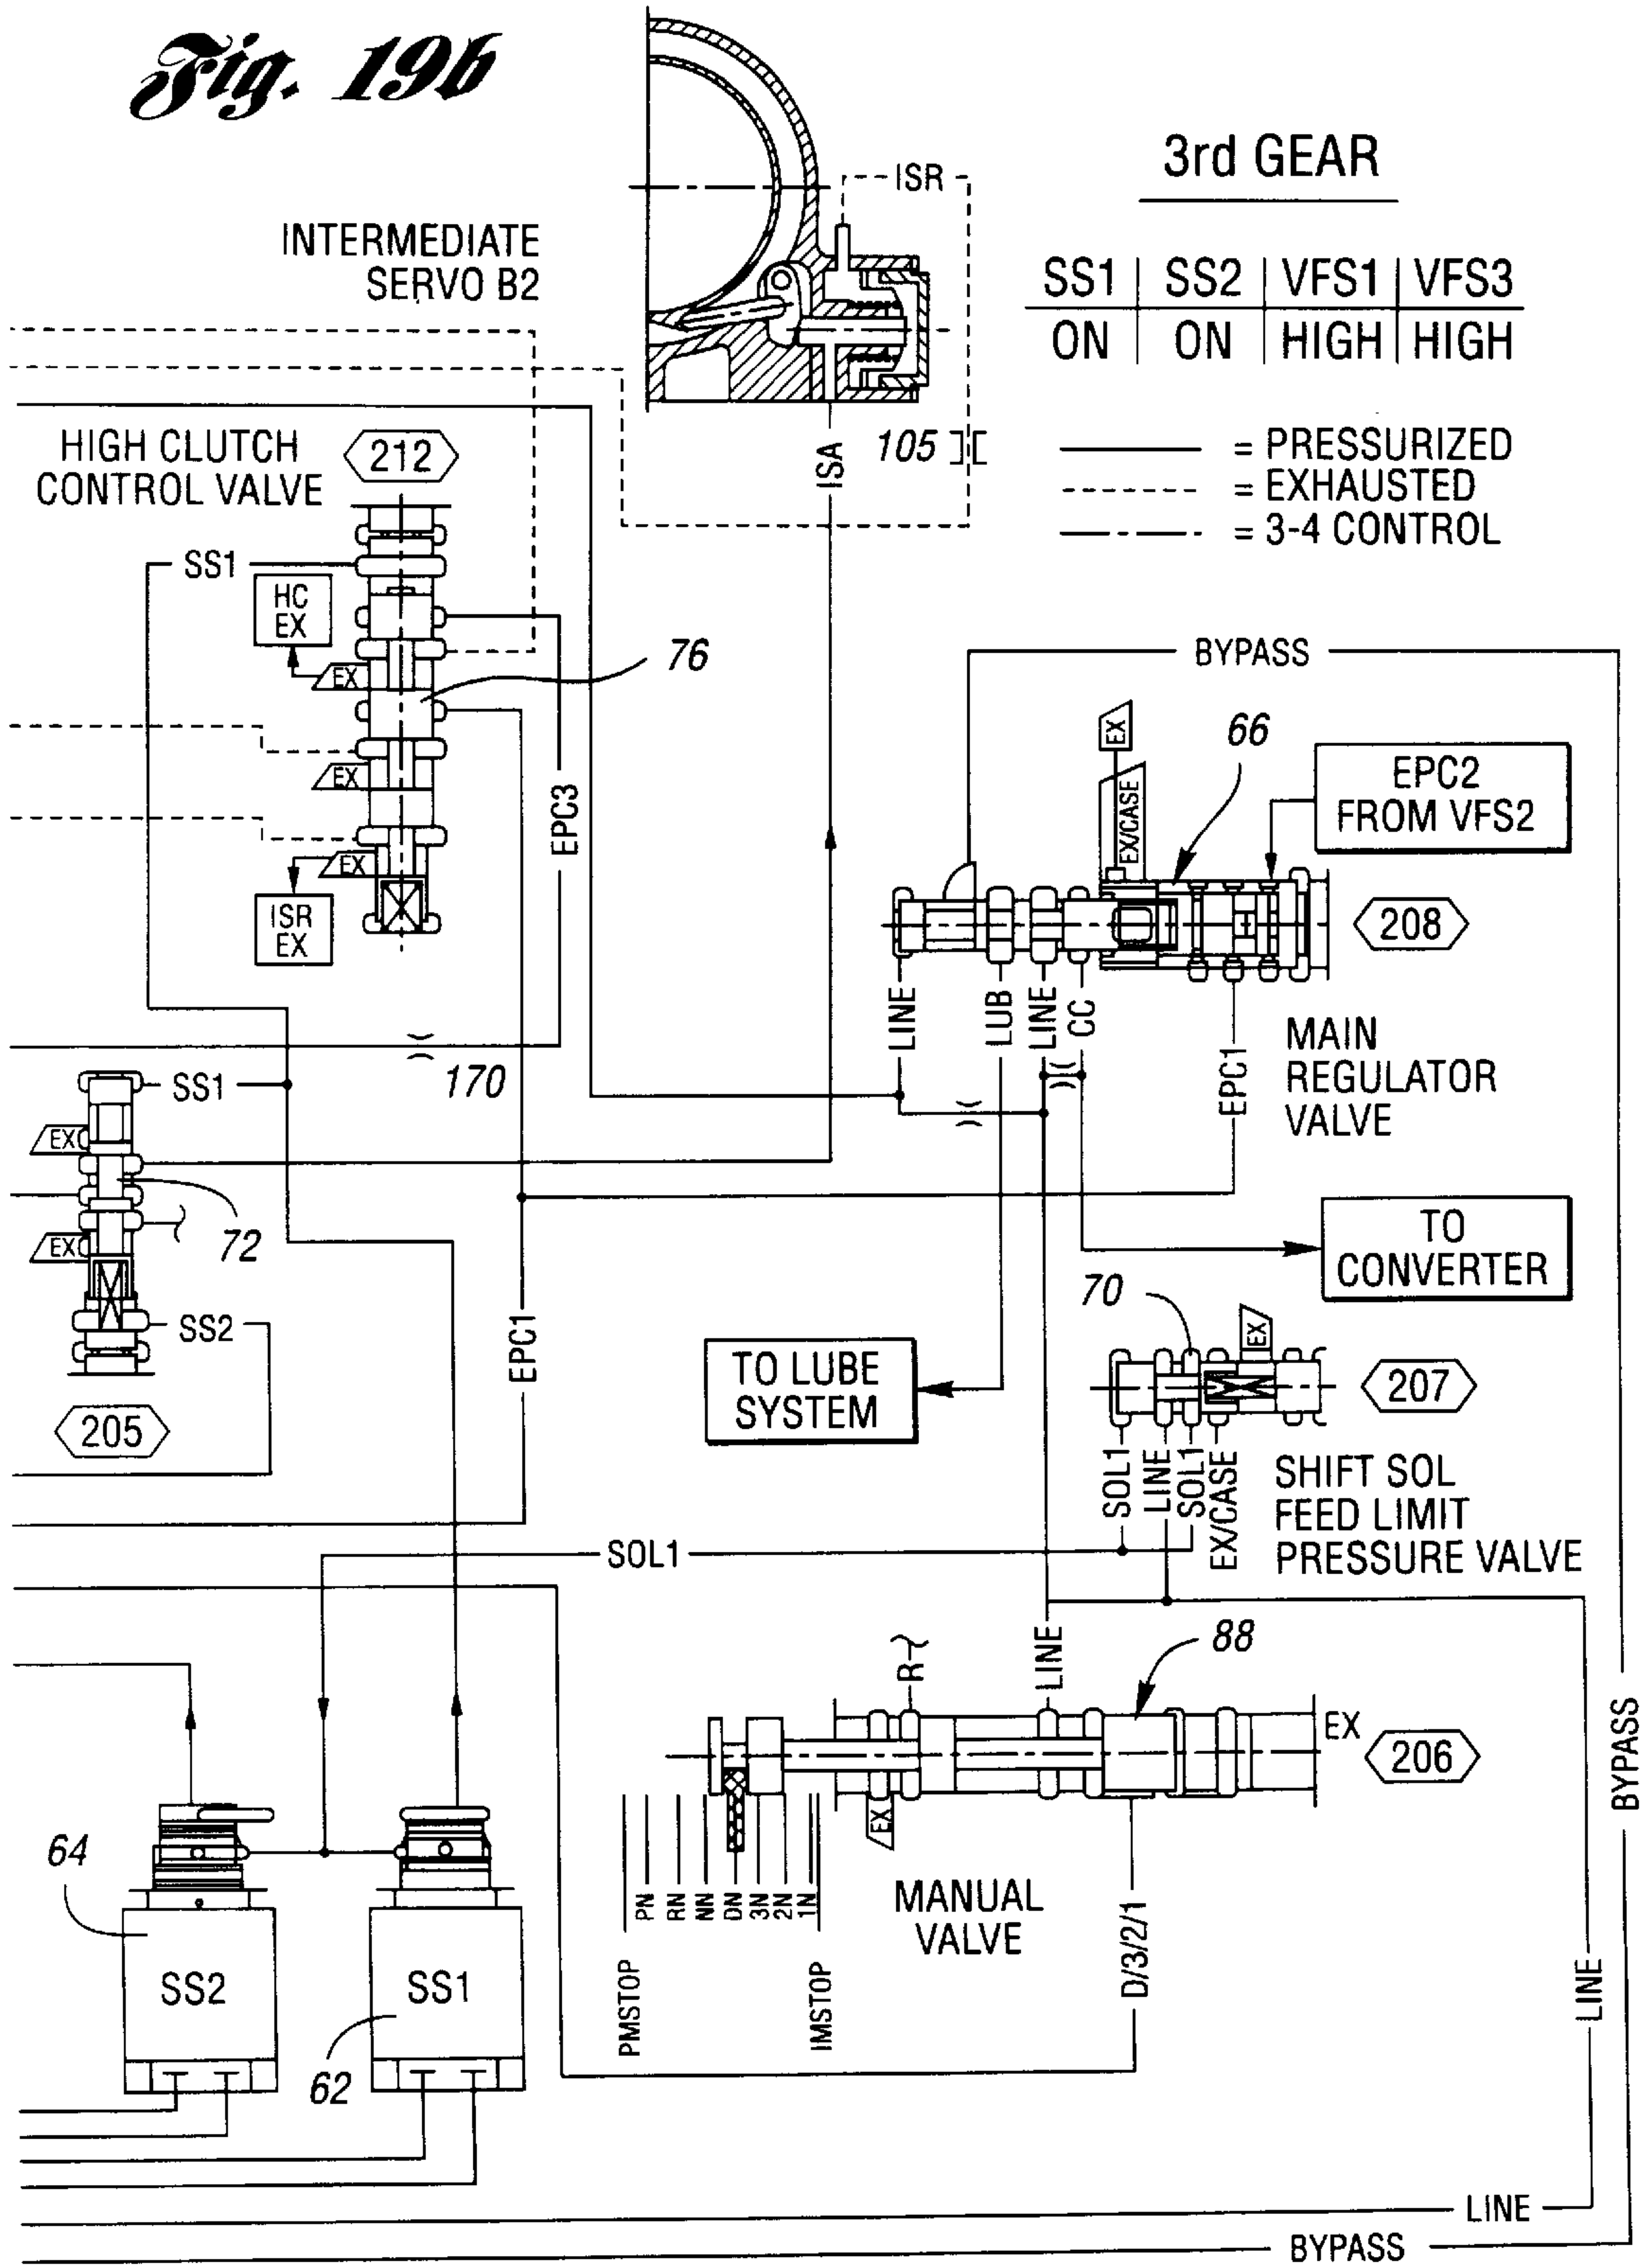 Fig. 19b
3rd GEAR
SS1 SS2 VFS1 VFS3
ON ON HIGH HIGH
ISR
INTERMEDIATE
SERVO B2
105
ISA
= PRESSURIZED
= EXHAUSTED
= 3-4 CONTROL
HIGH CLUTCH
CONTROL VALVE
212
SS1
HC
EX
EX
76
EX
EX
ISR
EX
EPC3
170
BYPASS
EX
EX/CASE
66
EPC2
FROM VFS2
208
LINE
LUB
LINE
CC
EPC1
MAIN
REGULATOR
VALVE
SS1
EX
72
EX
SS2
205
EPC1
TO
CONVERTER
70
EX
207
TO LUBE
SYSTEM
SOL1
LINE
SOL1
EX/CASE
SHIFT SOL
FEED LIMIT
PRESSURE VALVE
SOL1
R
LINE
88
EX
206
EX
BYPASS
64
SS2
SS1
62
PMSTOP
PN
RN
NN
DN
3N
2N
1N
IMSTOP
MANUAL
VALVE
D/3/2/1
LINE
LINE
BYPASS